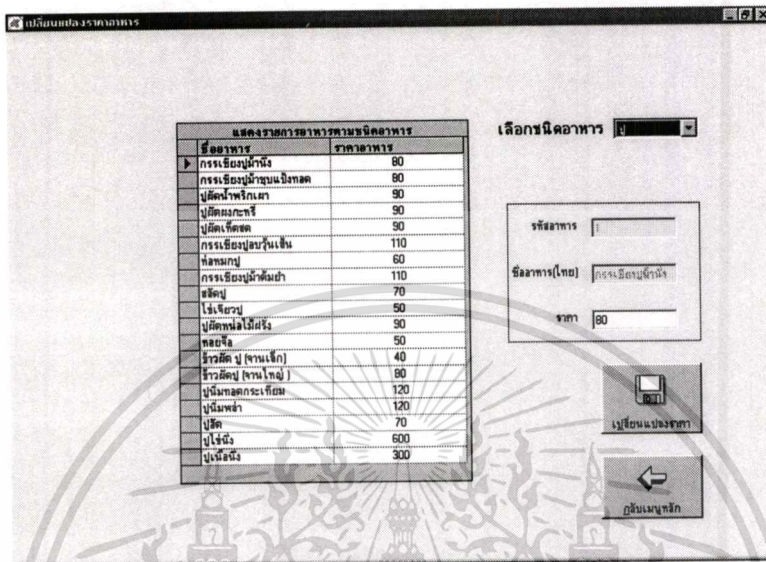 เปลี่ยนแปลงราคาอาหาร
เลือกชนิดอาหาร ปู
แสดงรายการอาหารตามชนิดอาหาร
ชื่ออาหาร ราคาอาหาร
กรรเชียงปูม้านึ่ง 80
กรรเชียงปูม้าชุบแป้งทอด 80
ปูผัดน้ำพริกเผา 90
ปูผัดผงกะหรี่ 90
ปูผัดเห็ดสด 90
กรรเชียงปูอบวุ้นเส้น 110
ห่อหมกปู 60
กรรเชียงปูม้าต้มยำ 110
สลัดปู 70
ไข่เจียวปู 50
ปูผัดหน่อไม้ฝรั่ง 90
หอยจ๊อ 50
ข้าวผัด ปู (จานเล็ก) 40
ข้าวผัดปู (จานใหญ่ ) 80
ปูนิ่มทอดกระเทียม 120
ปูนิ่มพล่า 120
70
ปูไข่นึ่ง 600
ปูเนื้อนึ่ง 300
รหัสอาหาร 1
ชื่ออาหาร(ไทย) กรรเชียงปูม้านึ่ง
ราคา 80
เปลี่ยนแปลงราคา
กลับเมนูหลัก